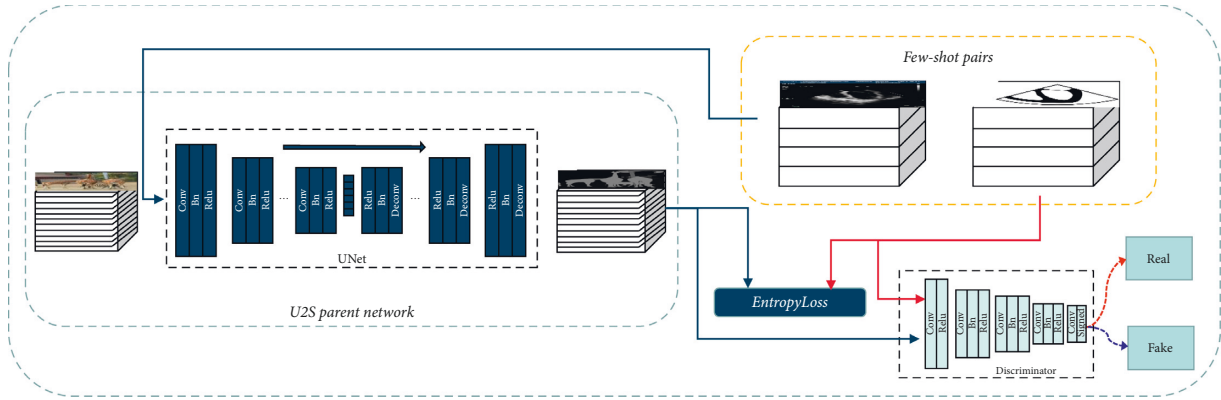 Few-shot pairs
Conv
Bn
Relu
Conv
Bn
Relu
...
Conv
Bn
Relu
Relu
Bn
Deconv
...
Relu
Bn
Deconv
Relu
Bn
Deconv
UNet
U2S parent network
EntropyLoss
Conv
Relu
Conv
Bn
Relu
Conv
Bn
Relu
Conv
Bn
Relu
Conv
Signed
Discriminator
Real
Fake